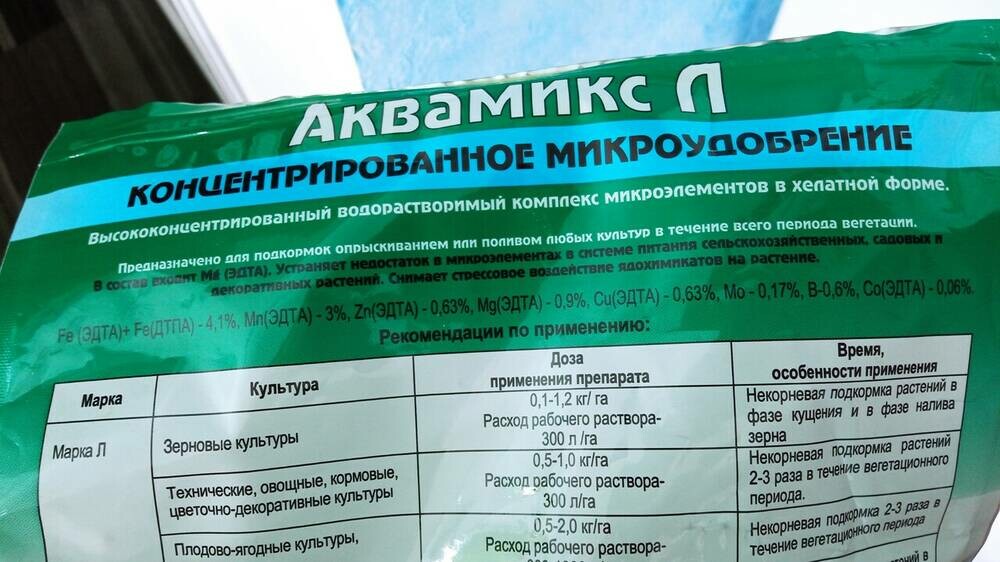 Аквамикс Л
КОНЦЕНТРИРОВАННОЕ МИКРОУДОБРЕНИЕ
Высококонцентрированный водорастворимый комплекс микроэлементов в хелатной форме.
Предназначено для подкормок опрыскиванием или поливом любых культур в течение всего периода вегетации.
В состав входит Mg (ЭДТА). Устраняет недостаток в микроэлементах в системе питания сельскохозяйственных, садовых и
декоративных растений. Снимает стрессовое воздействие ядохимикатов на растение.
Fe (ЭДТА)+ Fe(ДТПА) - 4,1%, Mn(ЭДТА) - 3%, Zn(ЭДТА) - 0,63%, Mg(ЭДТА) - 0,9%, Cu(ЭДТА) - 0,63%, Mo - 0,17%, B-0,6%, Co(ЭДТА) - 0,06%.
Рекомендации по применению:
Марка
Культура
Доза
применения препарата
Время,
особенности применения
Марка Л
Зерновые культуры
0,1-1,2 кг/ га
Расход рабочего раствора-
300 л /га
Некорневая подкормка растений в
фазе кущения и в фазе налива
зерна
Технические, овощные, кормовые,
цветочно-декоративные культуры
0,5-1,0 кг/га
Расход рабочего раствора-
300 л/га
Некорневая подкормка растений
2-3 раза в течение вегетационного
периода.
Плодово-ягодные культуры,
0,5-2,0 кг/га
Расход рабочего раствора-
Некорневая подкормка 2-3 раза в
течение вегетационного периода